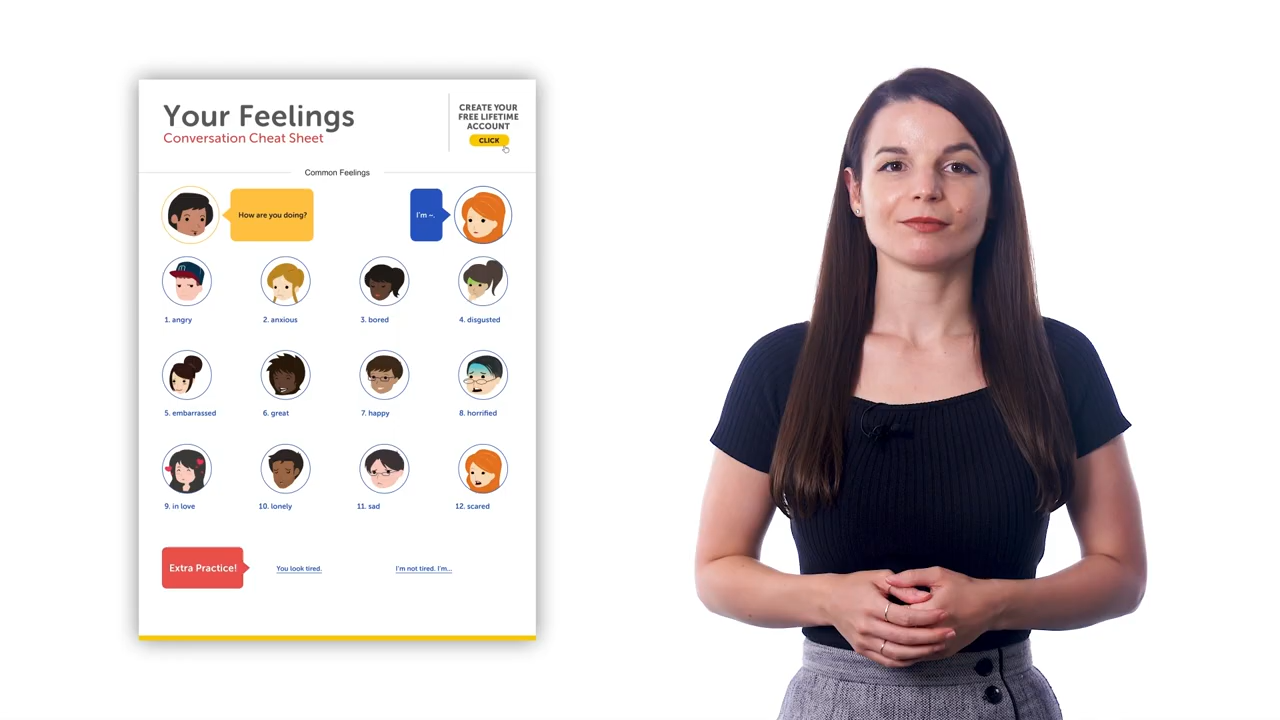 Your Feelings
Conversation Cheat Sheet
CREATE YOUR
FREE LIFETIME
ACCOUNT
CLICK
Common Feelings
How are you doing?
I'm ~.
1. angry
2. anxious
3. bored
4. disgusted
5. embarrassed
6. great
7. happy
8. horrified
9. in love
10. lonely
11. sad
12. scared
Extra Practice!
You look tired.
I'm not tired. I'm...